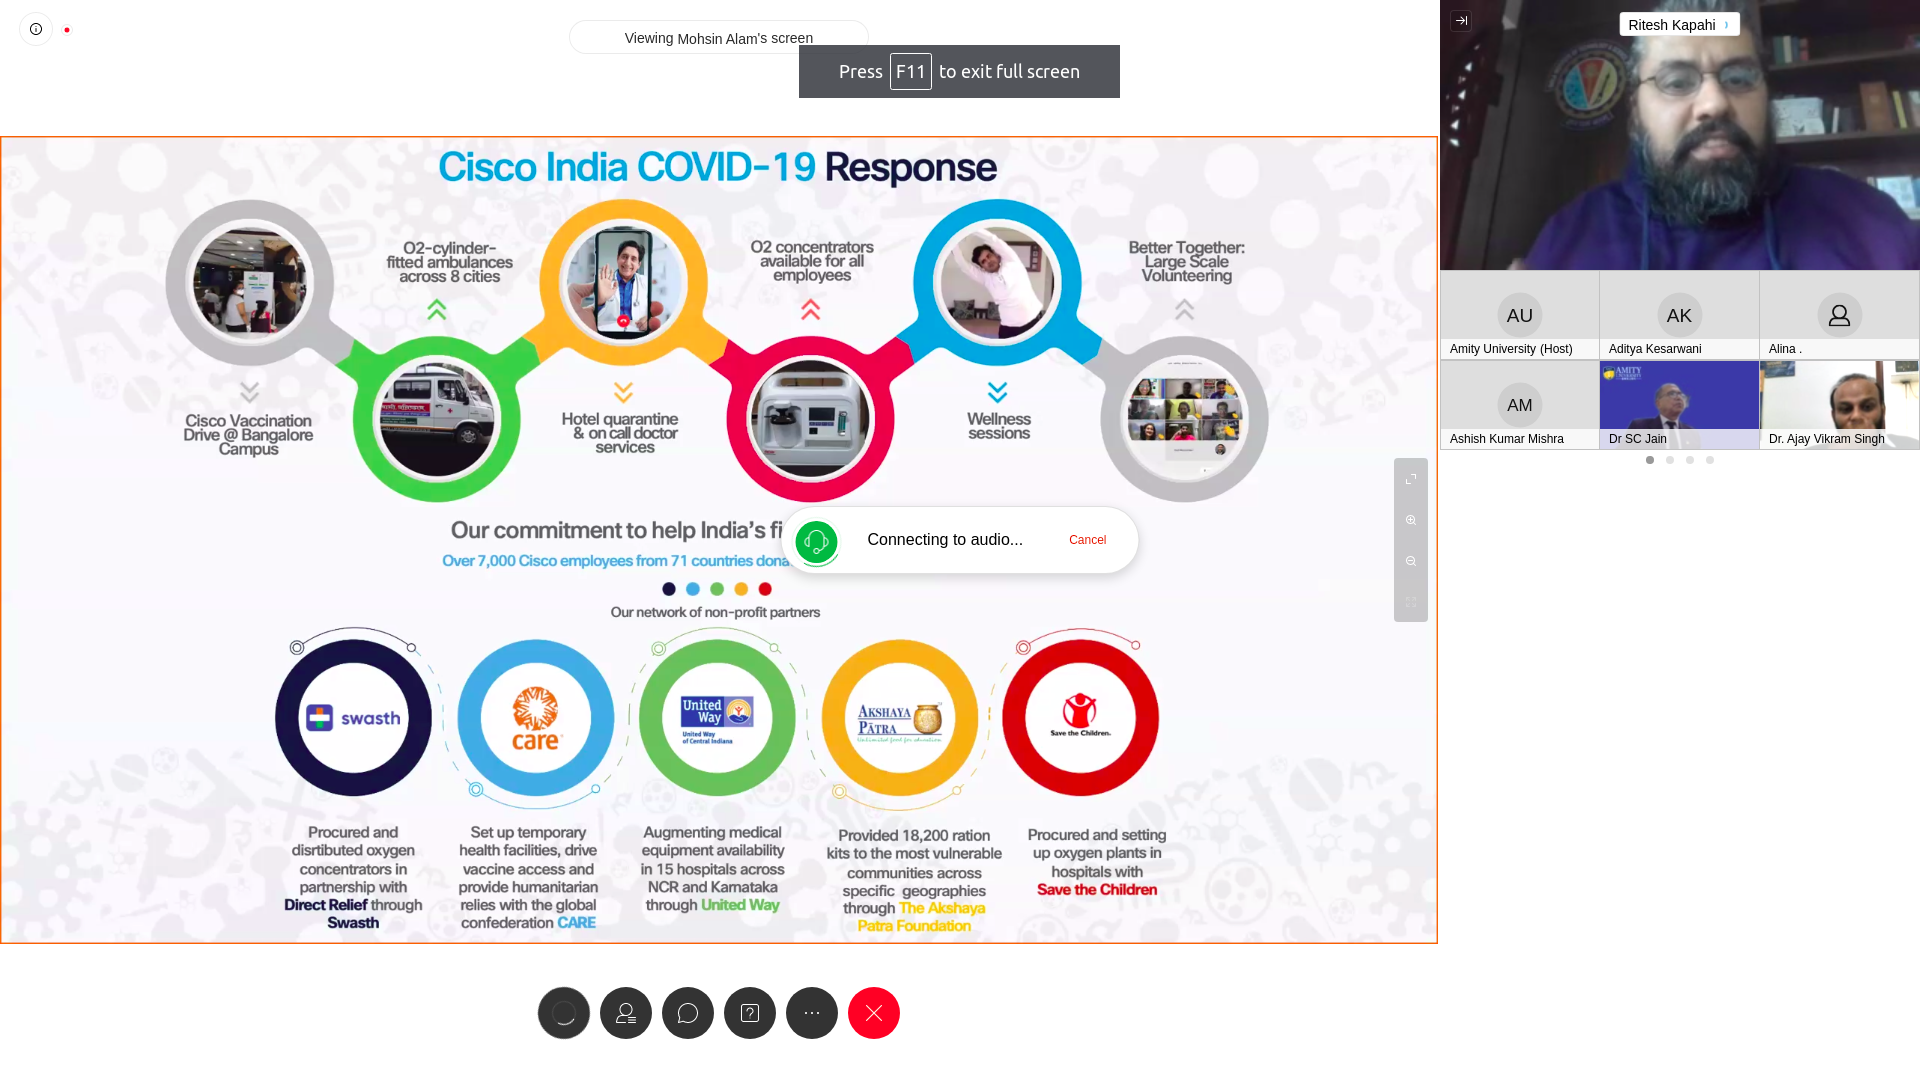 Viewing Mohsin Alam's screen
Press F11 to exit full screen
Ritesh Kapahi
Cisco India COVID-19 Response
O2-cylinder-
fitted ambulances
across 8 cities
O2 concentrators
available for all
employees
Better Together:
Large Scale
Volunteering
Cisco Vaccination
Drive @ Bangalore
Campus
Hotel quarantine
& on call doctor
services
Wellness
sessions
AU
Amity University (Host)
AK
Aditya Kesarwani
Alina .
AM
Ashish Kumar Mishra
AMITY
Dr SC Jain
Dr. Ajay Vikram Singh
Our commitment to help India's
Over 7,000 Cisco employees from 71 countries
Connecting to audio...
Cancel
Our network of non-profit partners
swasth
care
United
Way
United Way
of Central Indiana
AKSHAYA
PĀTRA
Unlimited food for education
Save the Children.
Procured and
disrtibuted oxygen
concentrators in
partnership with
Direct Relief through
Swasth
Set up temporary
health facilities, drive
vaccine access and
provide humanitarian
relies with the global
confederation CARE
Augmenting medical
equipment availability
in 15 hospitals across
NCR and Karnataka
through United Way
Provided 18,200 ration
kits to the most vulnerable
communities across
specific geographies
through The Akshaya
Patra Foundation
Procured and setting
up oxygen plants in
hospitals with
Save the Children